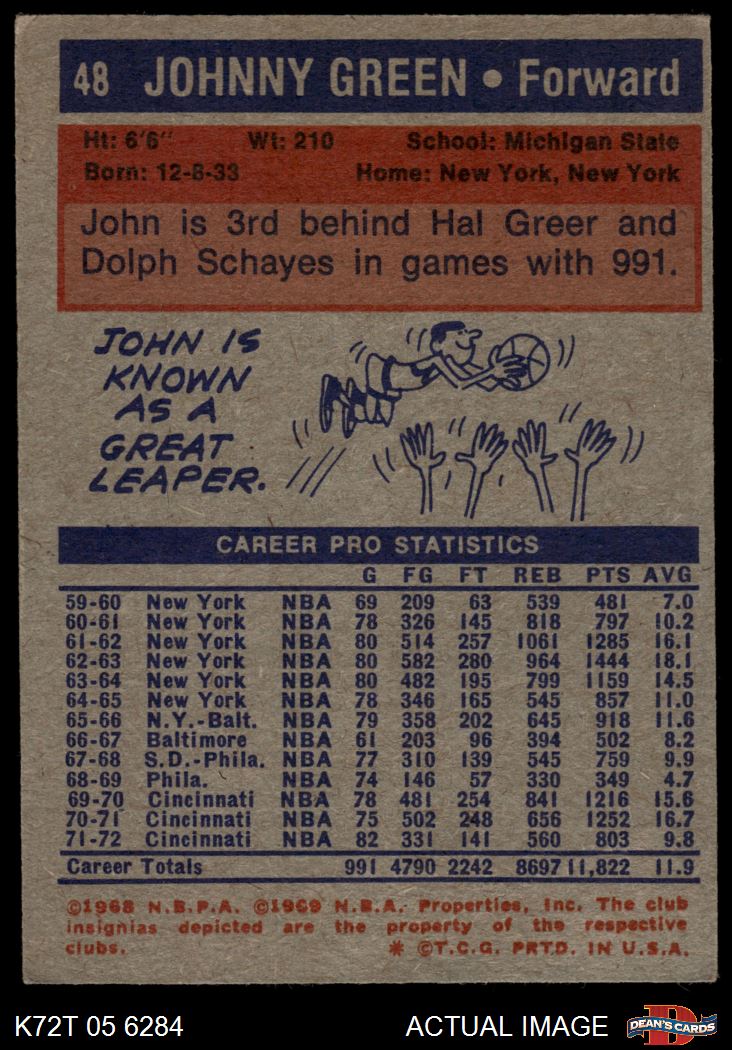 48 JOHNNY GREEN • Forward
Ht: 6'6" Wt: 210 School: Michigan State
Born: 12-8-33 Home: New York, New York
John is 3rd behind Hal Greer and
Dolph Schayes in games with 991.
JOHN IS
KNOWN
AS A
GREAT
LEAPER.
CAREER PRO STATISTICS
G FG FT REB PTS AVG
59-60 New York NBA 69 209 63 539 481 7.0
60-61 New York NBA 78 326 145 818 797 10.2
61-62 New York NBA 80 514 257 1061 1285 16.1
62-63 New York NBA 80 582 280 964 1444 18.1
63-64 New York NBA 80 482 195 799 1159 14.5
64-65 New York NBA 78 346 165 545 857 11.0
65-66 N.Y.-Balt. NBA 79 358 202 645 918 11.6
66-67 Baltimore NBA 61 203 96 394 502 8.2
67-68 S.D.-Phila. NBA 77 310 139 545 759 9.9
68-69 Phila. NBA 74 146 57 330 349 4.7
69-70 Cincinnati NBA 78 481 254 841 1216 15.6
70-71 Cincinnati NBA 75 502 248 656 1252 16.7
71-72 Cincinnati NBA 82 331 141 560 803 9.8
Career Totals 991 4790 2242 8697 11,822 11.9
©1968 N.B.P.A. ©1969 N.B.A. Properties, Inc. The club
insignias depicted are the property of the respective
clubs. * ©T.C.G. PRTD. IN U.S.A.
K72T 05 6284 ACTUAL IMAGE D DEAN'S CARDS